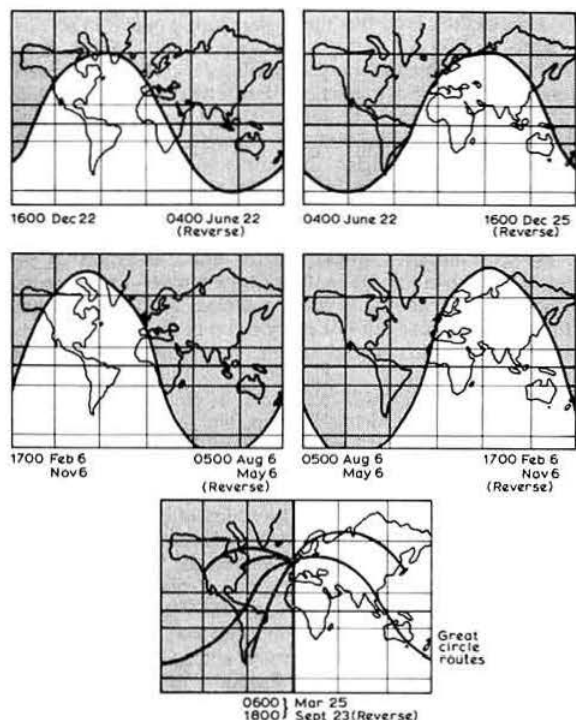 1600 Dec 22
0400 June 22
(Reverse)
0400 June 22
1600 Dec 25
(Reverse)
1700 Feb 6
Nov 6
0500 Aug 6
May 6
(Reverse)
0500 Aug 6
May 6
1700 Feb 6
Nov 6
(Reverse)
Great
circle
routes
0600 } Mar 25
1800 } Sept 23 (Reverse)